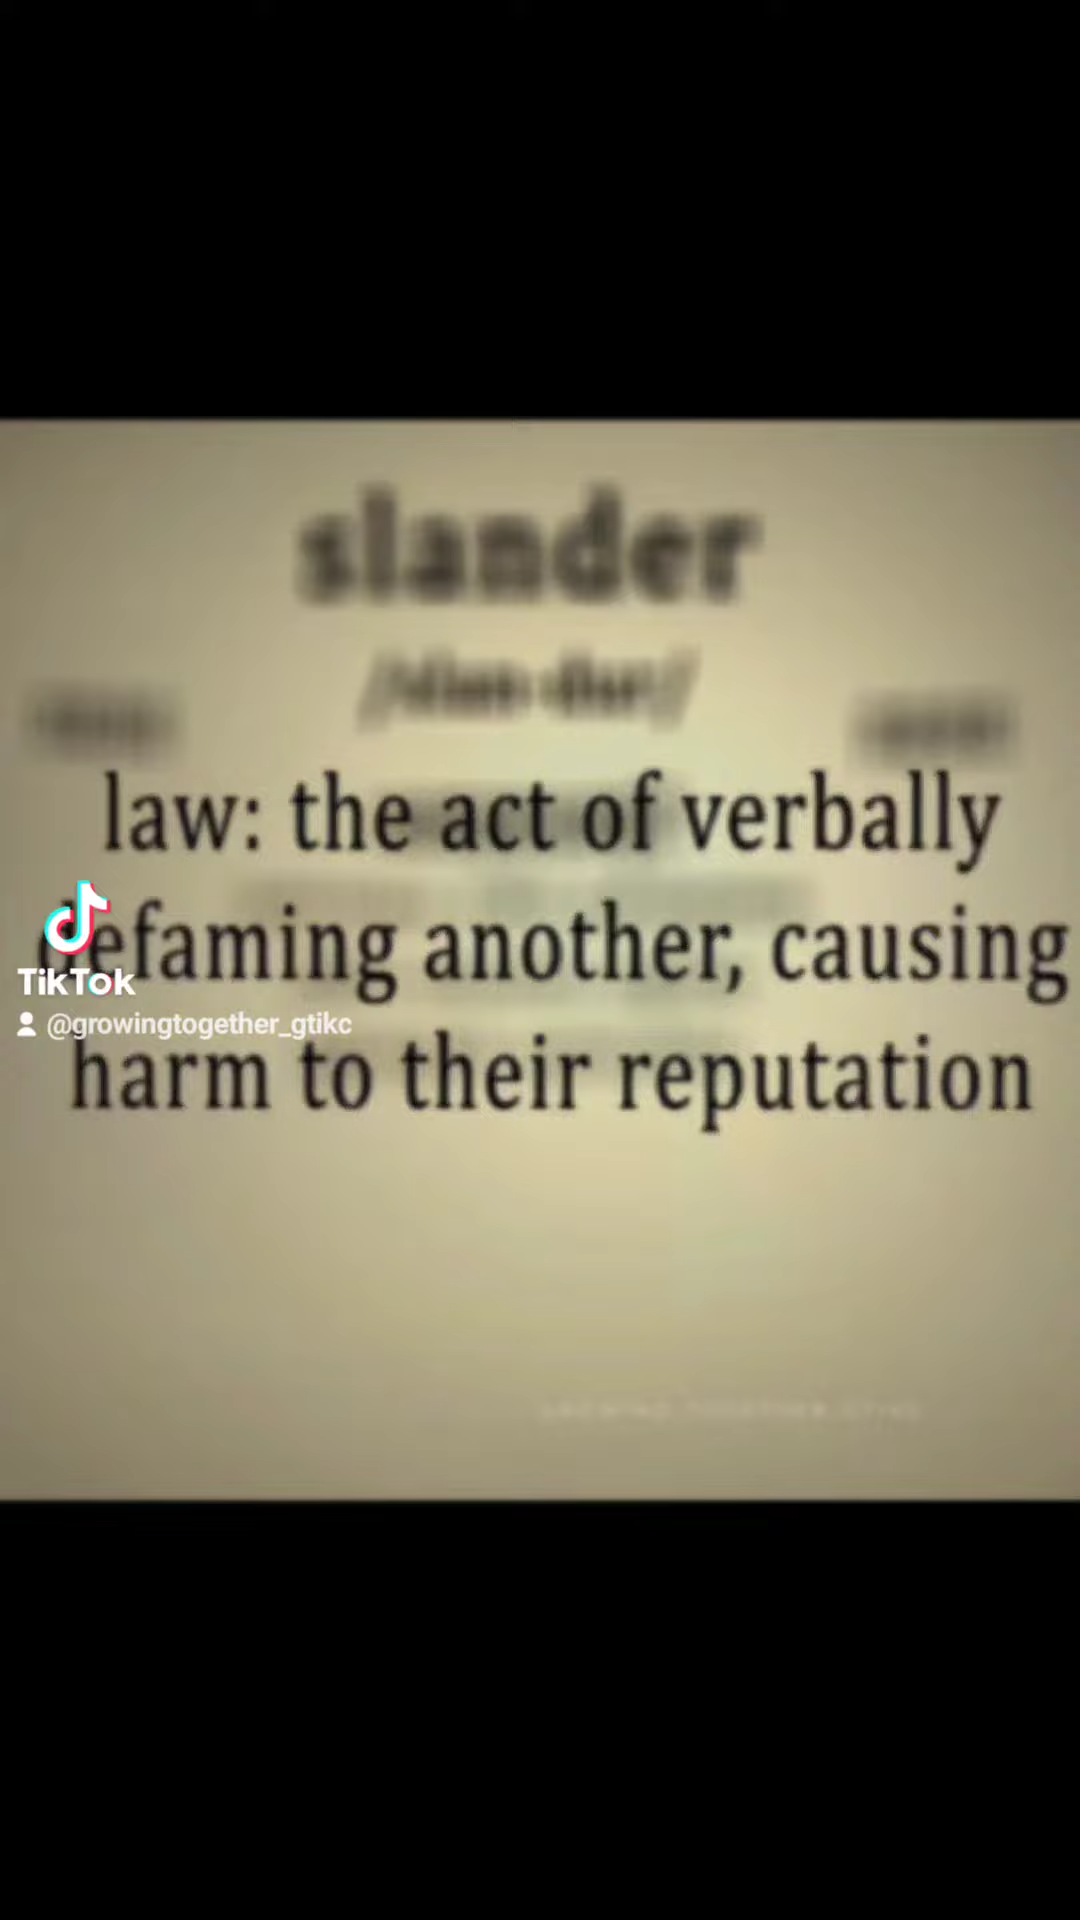 slander
law: the act of verbally
defaming another, causing
TikTok
@growingtogether_gtikc
harm to their reputation